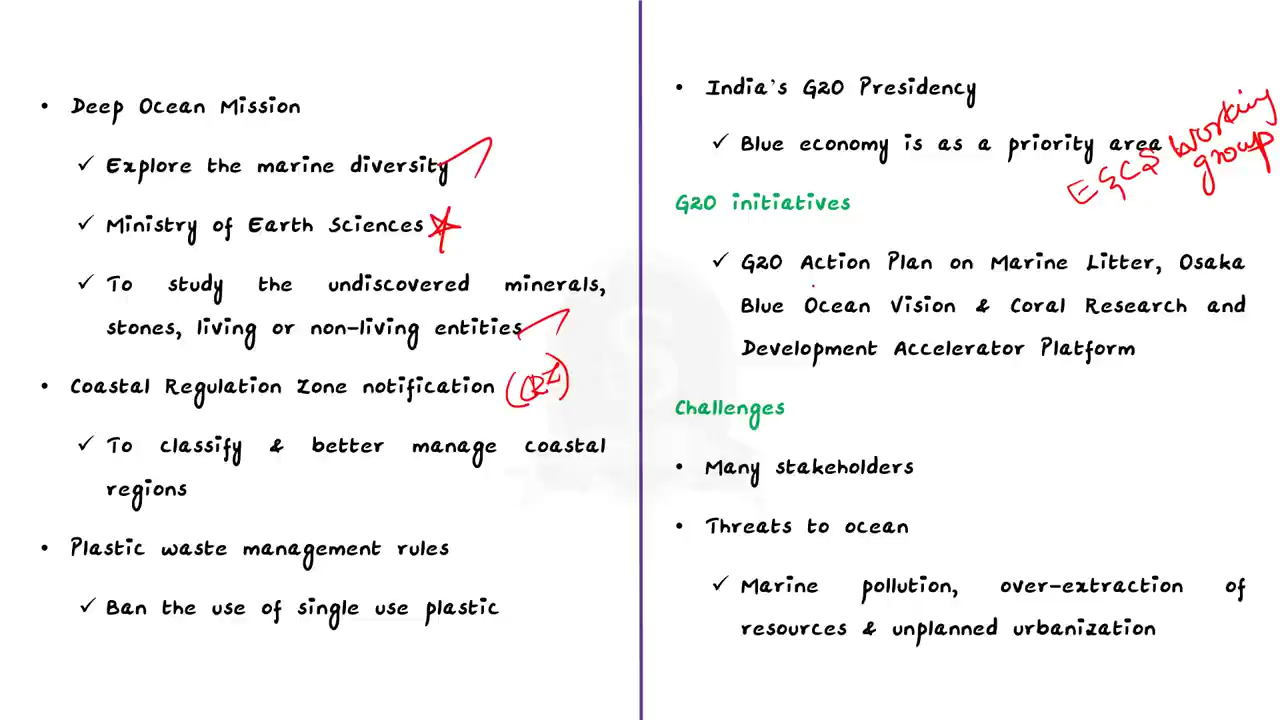 • Deep Ocean Mission
✓ Explore the marine diversity
✓ Ministry of Earth Sciences
✓ To study the undiscovered minerals,
stones, living or non-living entities
• Coastal Regulation Zone notification (CRZ)
✓ To classify & better manage coastal
regions
• Plastic waste management rules
✓ Ban the use of single use plastic
• India's G20 Presidency
✓ Blue economy is as a priority area
E&CS Working
group
G20 initiatives
✓ G20 Action Plan on Marine Litter, Osaka
Blue Ocean Vision & Coral Research and
Development Accelerator Platform
Challenges
• Many stakeholders
• Threats to ocean
✓ Marine pollution, over-extraction of
resources & unplanned urbanization